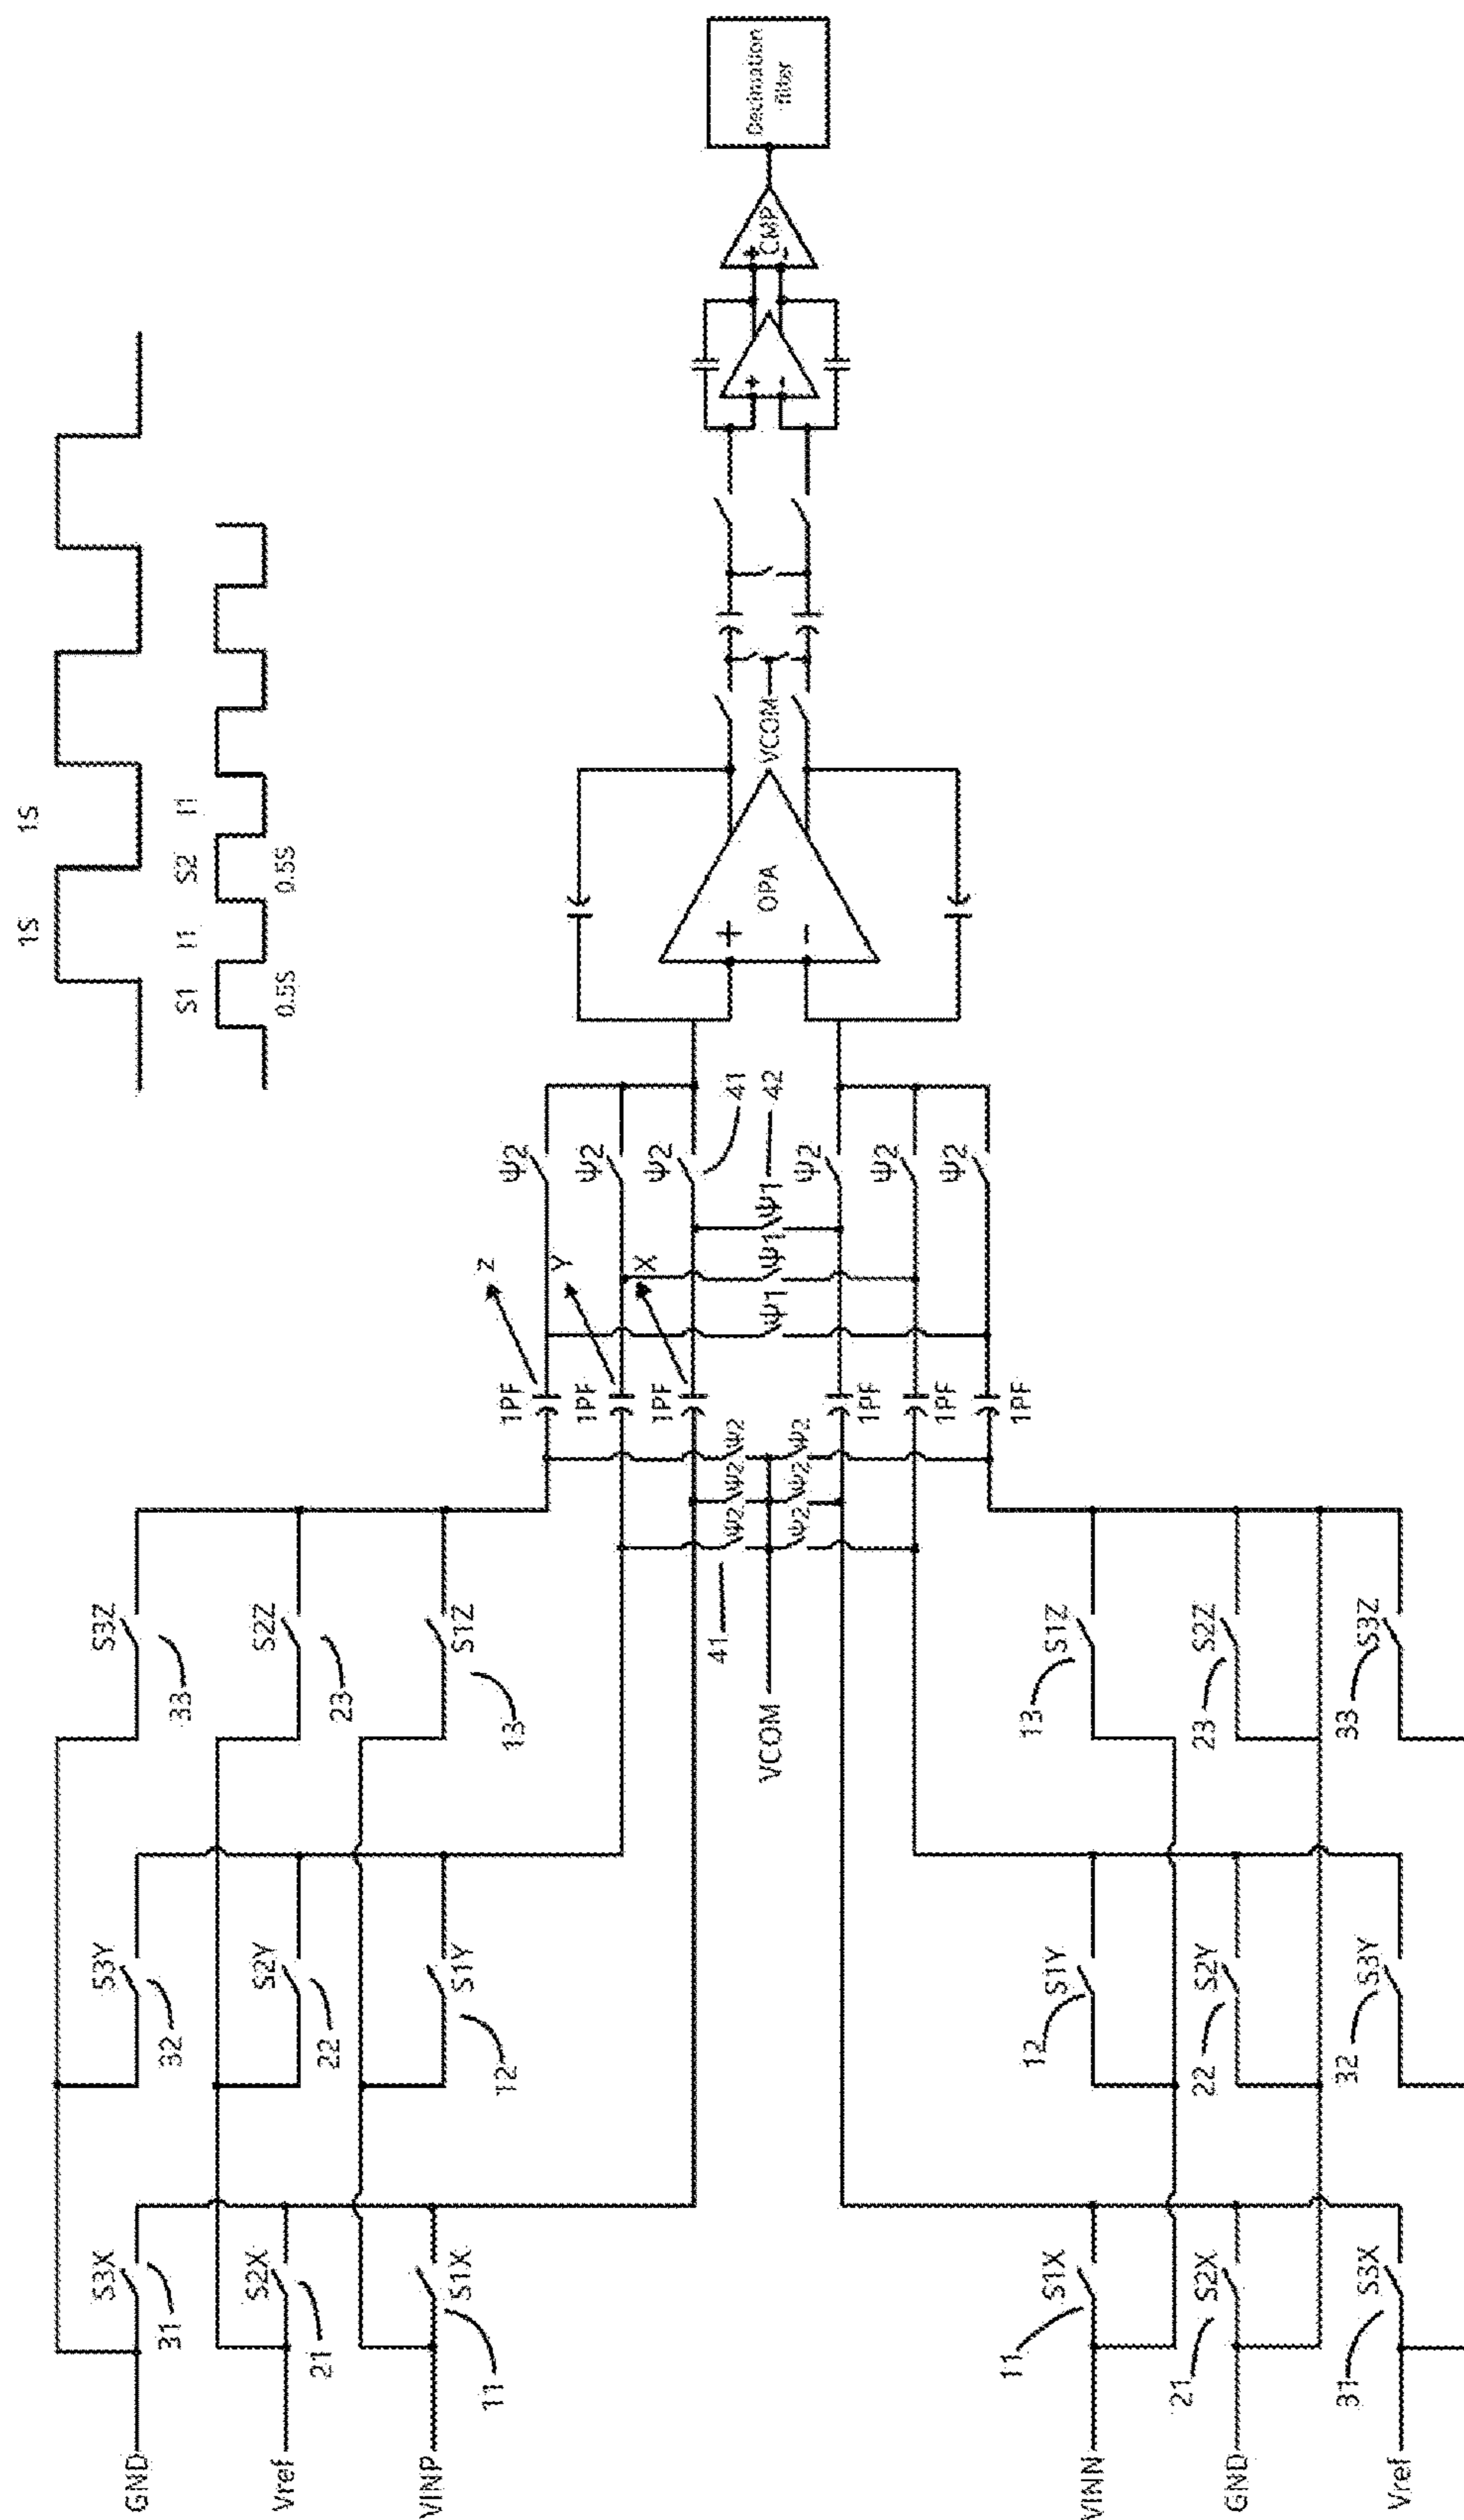 1S 1S
S1 I1 S2 I1
0.5S 0.5S
GND
S3X
31
S3Y
32
S3Z
33
Vref
S2X
21
S2Y
22
S2Z
23
VINP
S1X
11
S1Y
12
S1Z
13
1PF
Z
Ψ2
1PF
Y
Ψ2
1PF
X
Ψ2
41
42
Ψ2 Ψ2 Ψ2
Ψ1 Ψ1 Ψ1
41
VCOM
Ψ2 Ψ2 Ψ2
1PF
Ψ2
1PF
Ψ2
1PF
Ψ2
+
OPA
-
VCOM
+
-
+
CMP
-
Decimation
filter
VINN
11
S1X
12
S1Y
13
S1Z
GND
21
S2X
22
S2Y
23
S2Z
Vref
31
S3X
32
S3Y
33
S3Z